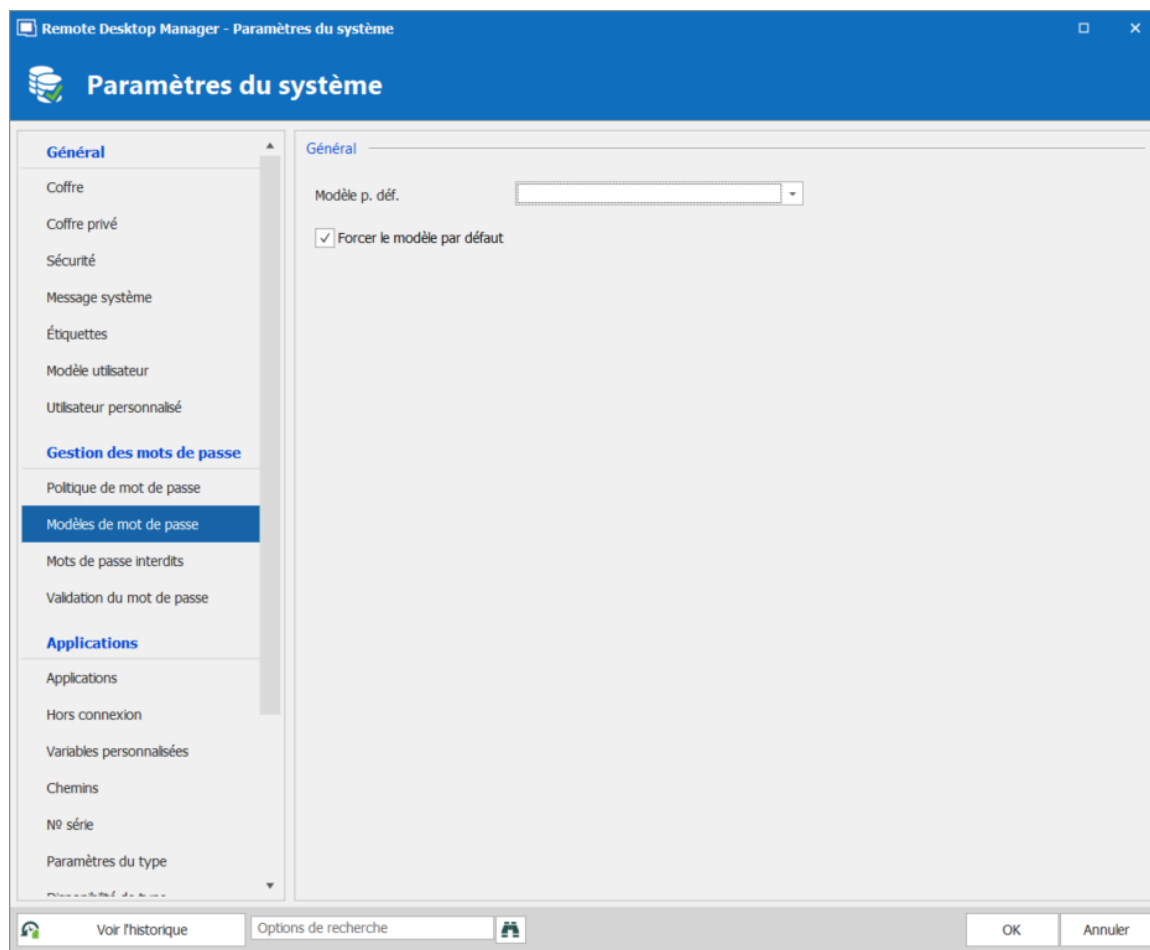 Remote Desktop Manager - Paramètres du système
Paramètres du système
Général
Coffre
Coffre privé
Sécurité
Message système
Étiquettes
Modèle utilisateur
Utilisateur personnalisé
Gestion des mots de passe
Politique de mot de passe
Modèles de mot de passe
Mots de passe interdits
Validation du mot de passe
Applications
Applications
Hors connexion
Variables personnalisées
Chemins
Nº série
Paramètres du type
Général
Modèle p. déf.
Forcer le modèle par défaut
Voir l'historique
Options de recherche
OK
Annuler